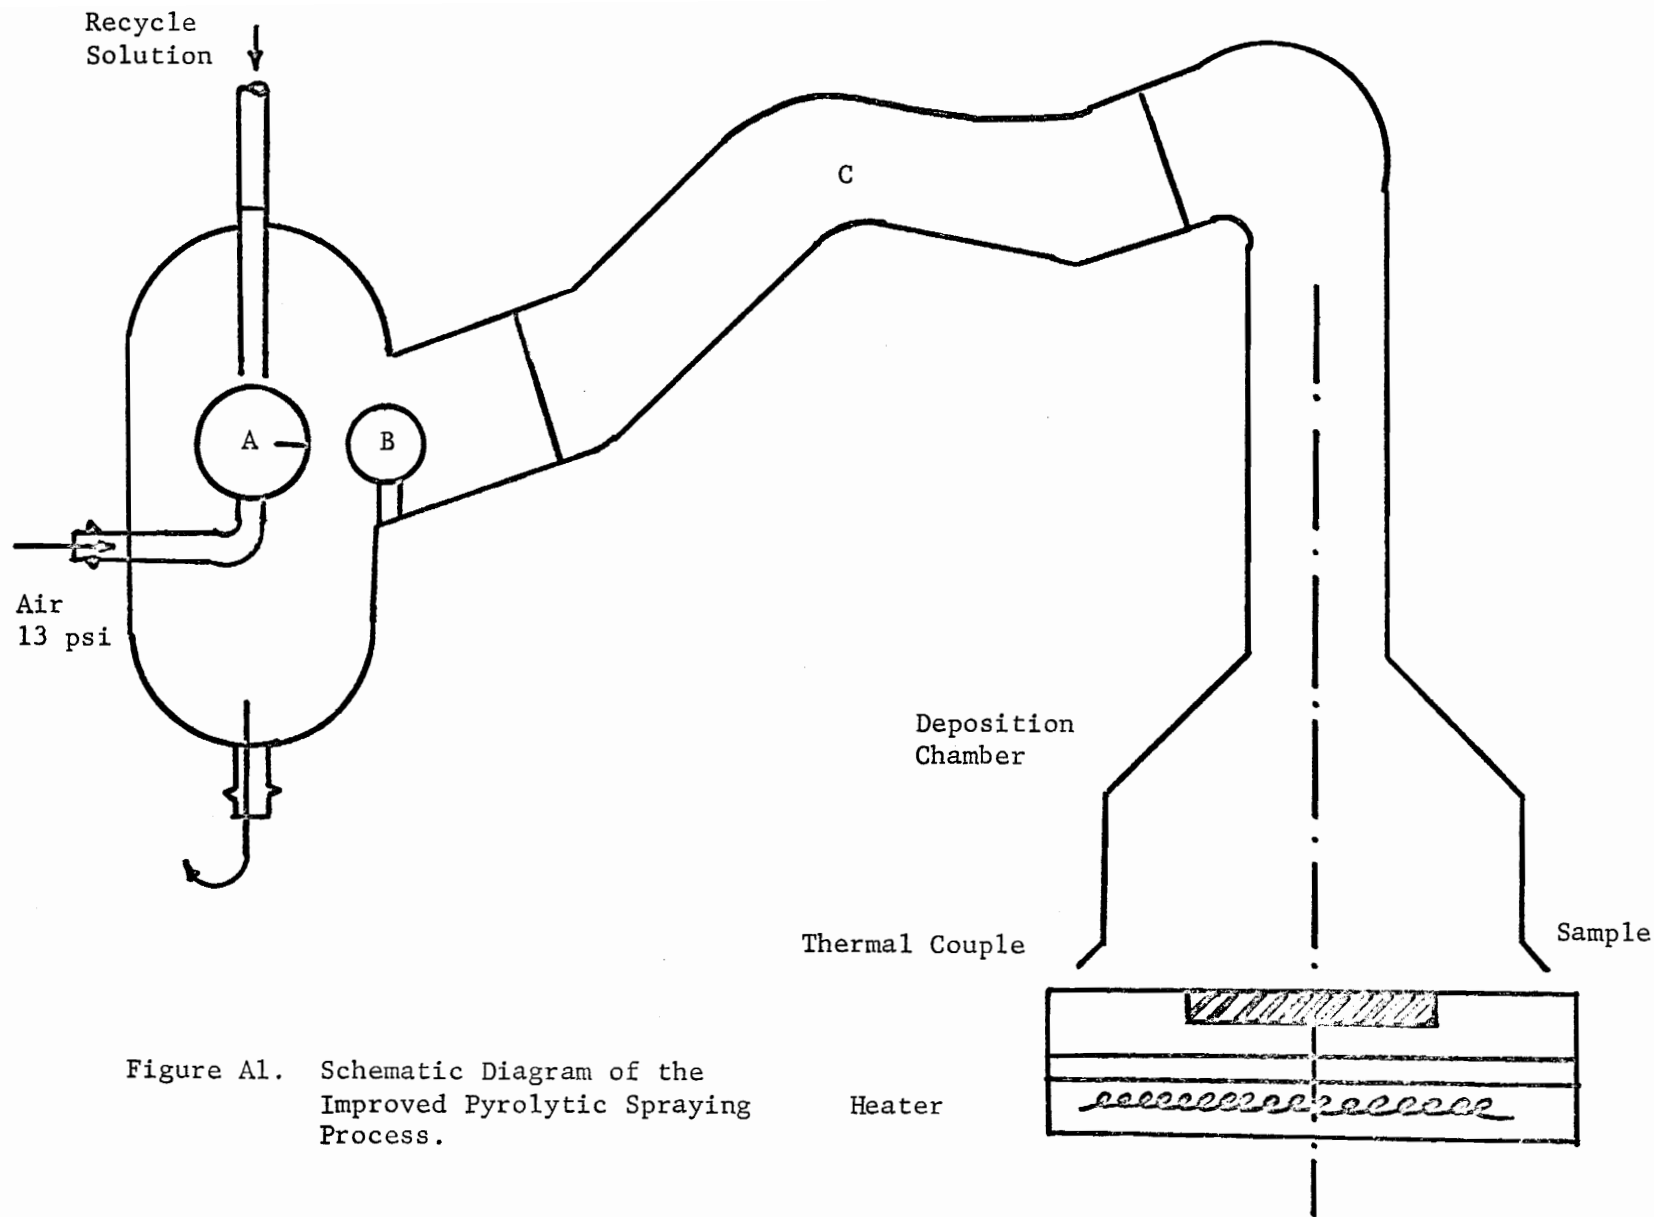 Recycle
Solution
C
A
B
Air
13 psi
Deposition
Chamber
Thermal Couple
Sample
Heater
Figure A1. Schematic Diagram of the
Improved Pyrolytic Spraying
Process.